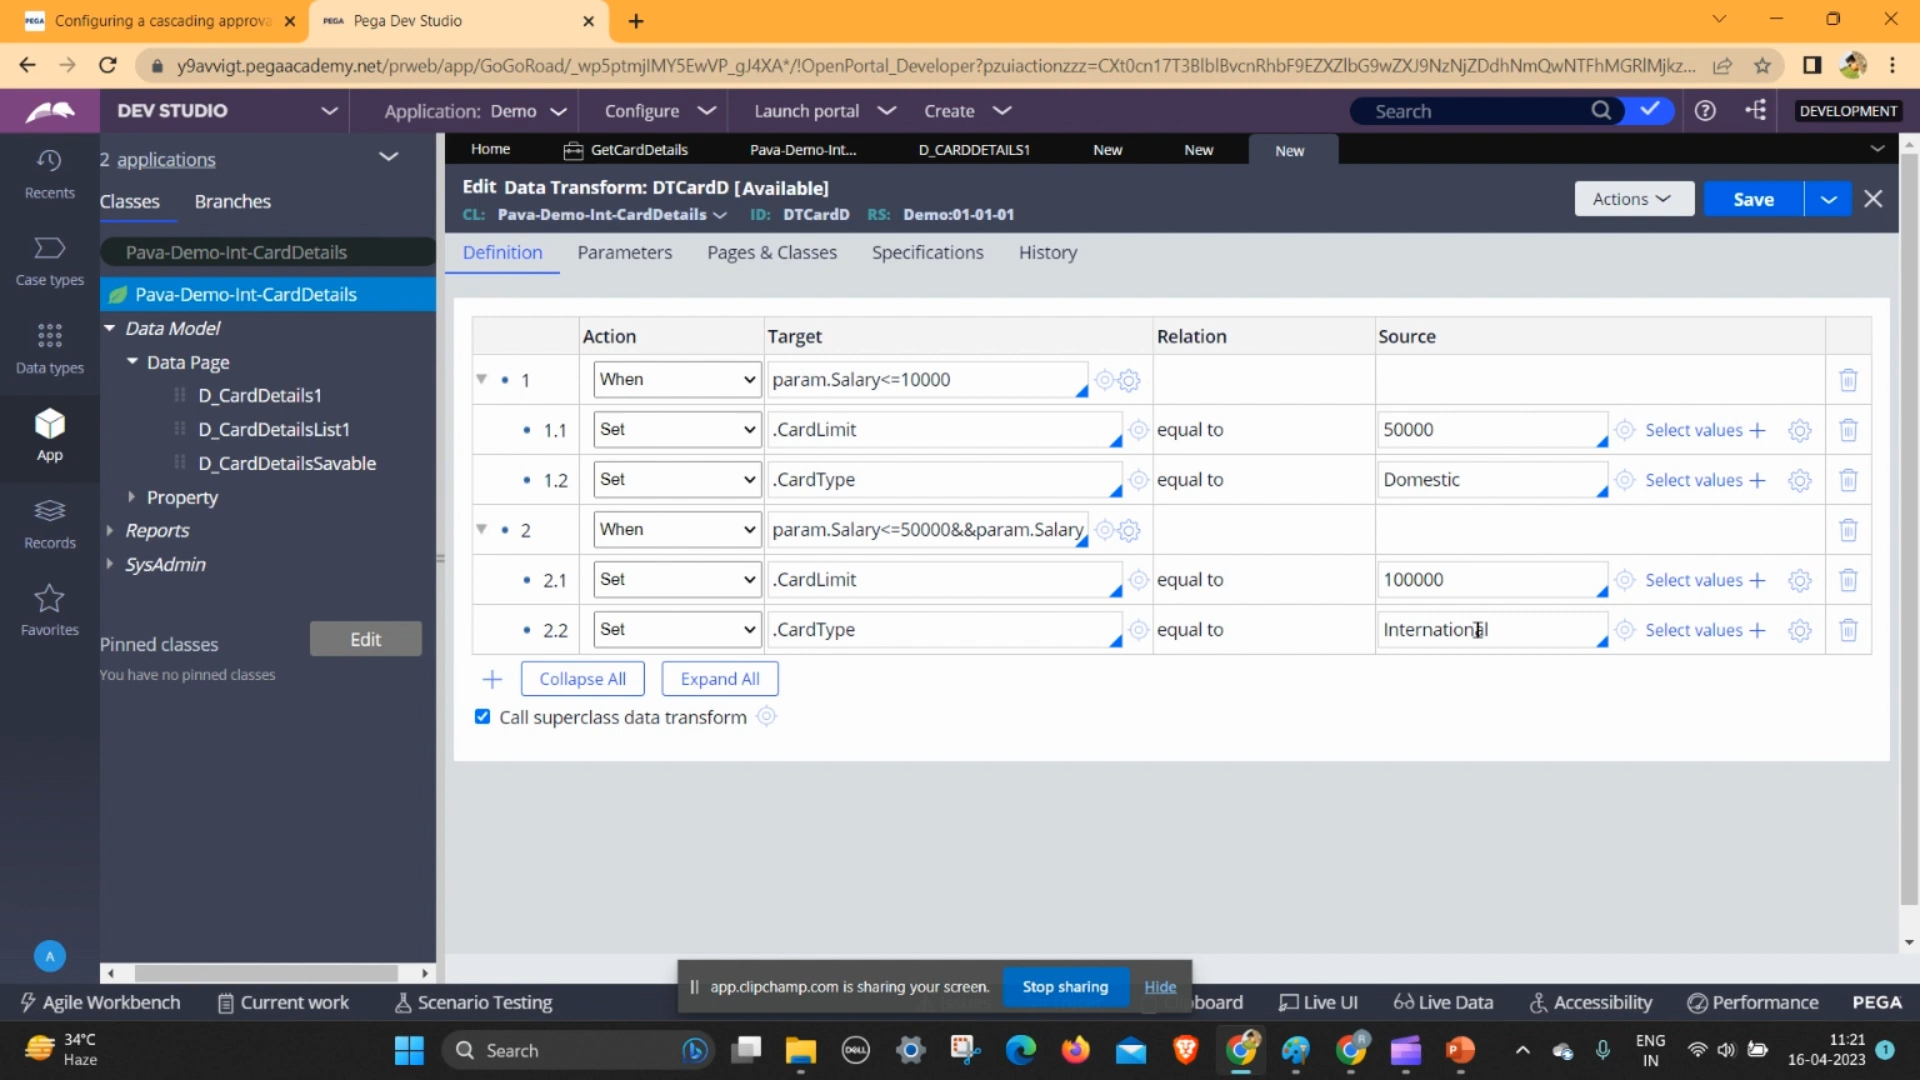 PEGA Configuring a cascading approva
PEGA Pega Dev Studio
y9avvigt.pegaacademy.net/prweb/app/GoGoRoad/_wp5ptmjIMY5EwVP_gJ4XA*/!OpenPortal_Developer?pzuiactionzzz=CXt0cn17T3BlblBvcnRhbF9EZXZlbG9wZXJ9NzNjZDdhNmQwNTFhMGRlMjkz...
DEV STUDIO
Application: Demo
Configure
Launch portal
Create
Search
DEVELOPMENT
Recents
Case types
Data types
App
Records
Favorites
A
2 applications
Classes
Branches
Pava-Demo-Int-CardDetails
Pava-Demo-Int-CardDetails
Data Model
Data Page
D_CardDetails1
D_CardDetailsList1
D_CardDetailsSavable
Property
Reports
SysAdmin
Pinned classes
Edit
You have no pinned classes
Home
GetCardDetails
Pava-Demo-Int...
D_CARDDETAILS1
New
New
New
Edit Data Transform: DTCardD [Available]
CL: Pava-Demo-Int-CardDetails ID: DTCardD RS: Demo:01-01-01
Actions
Save
Definition
Parameters
Pages & Classes
Specifications
History
Action Target Relation Source
1 When param.Salary<=10000
1.1 Set .CardLimit equal to 50000 Select values
1.2 Set .CardType equal to Domestic Select values
2 When param.Salary<=50000&&param.Salary
2.1 Set .CardLimit equal to 100000 Select values
2.2 Set .CardType equal to International Select values
Collapse All
Expand All
Call superclass data transform
app.clipchamp.com is sharing your screen.
Stop sharing
Hide
Agile Workbench
Current work
Scenario Testing
board
Live UI
Live Data
Accessibility
Performance
PEGA
34°C
Haze
Search
DELL
ENG
IN
11:21
16-04-2023
1